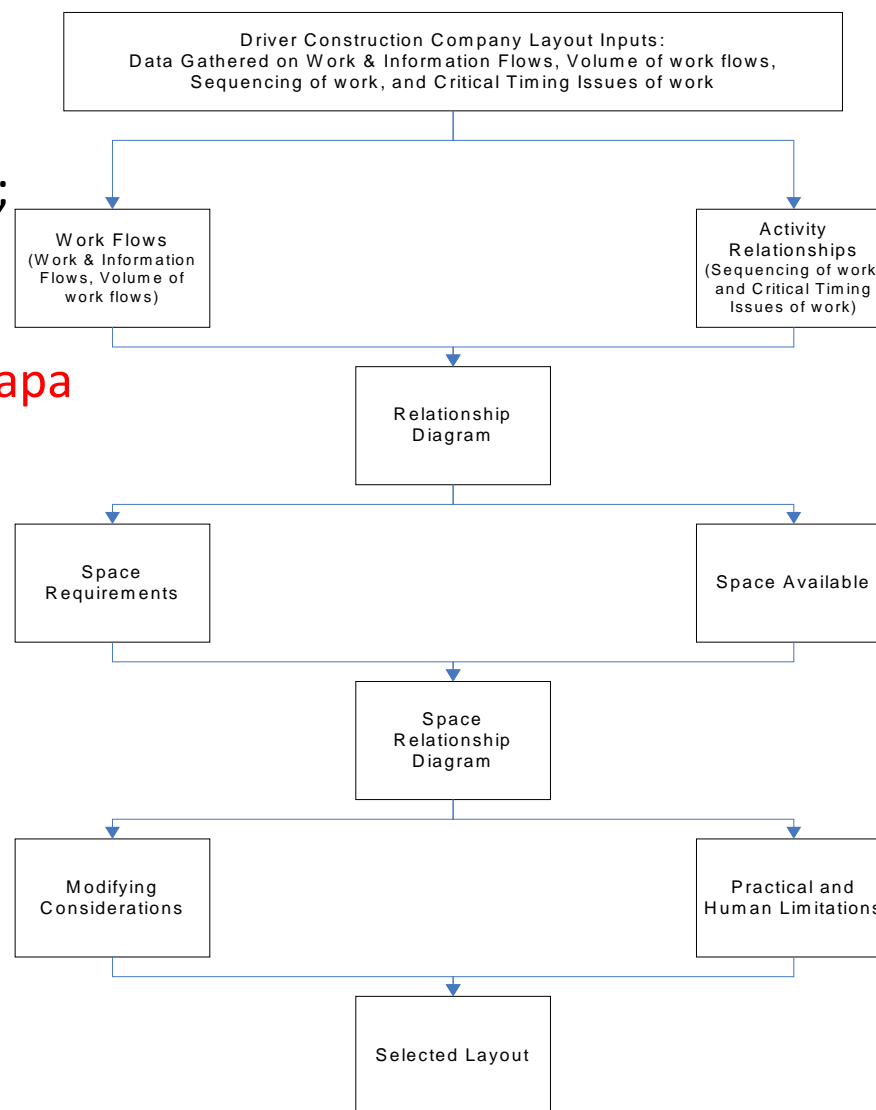 Driver Construction Company Layout Inputs:
Data Gathered on Work & Information Flows, Volume of work flows,
Sequencing of work, and Critical Timing Issues of work
;
Work Flows
(Work & Information
Flows, Volume of
work flows)
Activity
Relationships
(Sequencing of work
and Critical Timing
Issues of work)
apa
Relationship
Diagram
Space
Requirements
Space Available
Space
Relationship
Diagram
Modifying
Considerations
Practical and
Human Limitations
Selected Layout